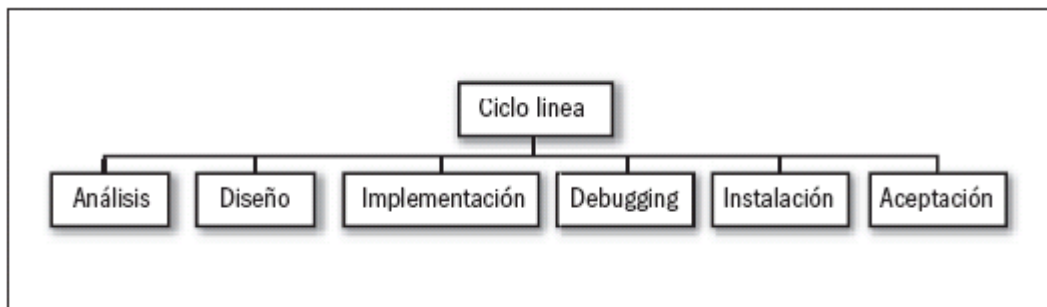 Ciclo linea
Análisis
Diseño
Implementación
Debugging
Instalación
Aceptación